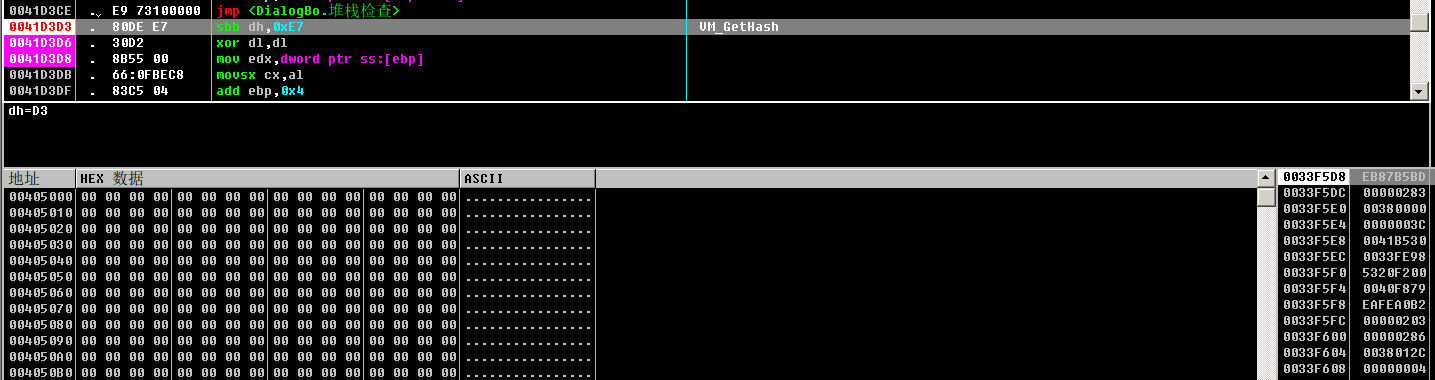 0041D3CE . E9 73100000 jmp <DialogBo.堆栈检查>
0041D3D3 . 80DE E7 sbb dh,0xE7 VM_GetHash
0041D3D6 . 30D2 xor dl,dl
0041D3D8 . 8B55 00 mov edx,dword ptr ss:[ebp]
0041D3DB . 66:0FBEC8 movsx cx,al
0041D3DF . 83C5 04 add ebp,0x4
dh=D3
地址 HEX 数据 ASCII
00405000 00 00 00 00 00 00 00 00 00 00 00 00 00 00 00 00 ................
00405010 00 00 00 00 00 00 00 00 00 00 00 00 00 00 00 00 ................
00405020 00 00 00 00 00 00 00 00 00 00 00 00 00 00 00 00 ................
00405030 00 00 00 00 00 00 00 00 00 00 00 00 00 00 00 00 ................
00405040 00 00 00 00 00 00 00 00 00 00 00 00 00 00 00 00 ................
00405050 00 00 00 00 00 00 00 00 00 00 00 00 00 00 00 00 ................
00405060 00 00 00 00 00 00 00 00 00 00 00 00 00 00 00 00 ................
00405070 00 00 00 00 00 00 00 00 00 00 00 00 00 00 00 00 ................
00405080 00 00 00 00 00 00 00 00 00 00 00 00 00 00 00 00 ................
00405090 00 00 00 00 00 00 00 00 00 00 00 00 00 00 00 00 ................
004050A0 00 00 00 00 00 00 00 00 00 00 00 00 00 00 00 00 ................
004050B0 00 00 00 00 00 00 00 00 00 00 00 00 00 00 00 00 ................
0033F5D8 EB87B5BD
0033F5DC 00000283
0033F5E0 00380000
0033F5E4 0000003C
0033F5E8 0041B530
0033F5EC 0033FE98
0033F5F0 5320F200
0033F5F4 0040F879
0033F5F8 EAFEA0B2
0033F5FC 00000203
0033F600 00000286
0033F604 0038012C
0033F608 00000004